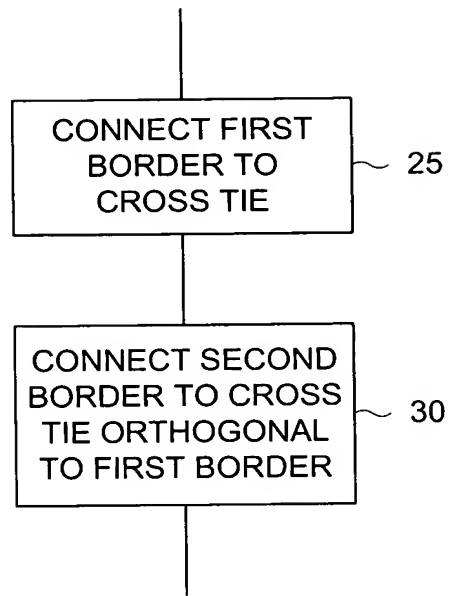 CONNECT FIRST
BORDER TO
CROSS TIE
25
CONNECT SECOND
BORDER TO CROSS
TIE ORTHOGONAL
TO FIRST BORDER
30